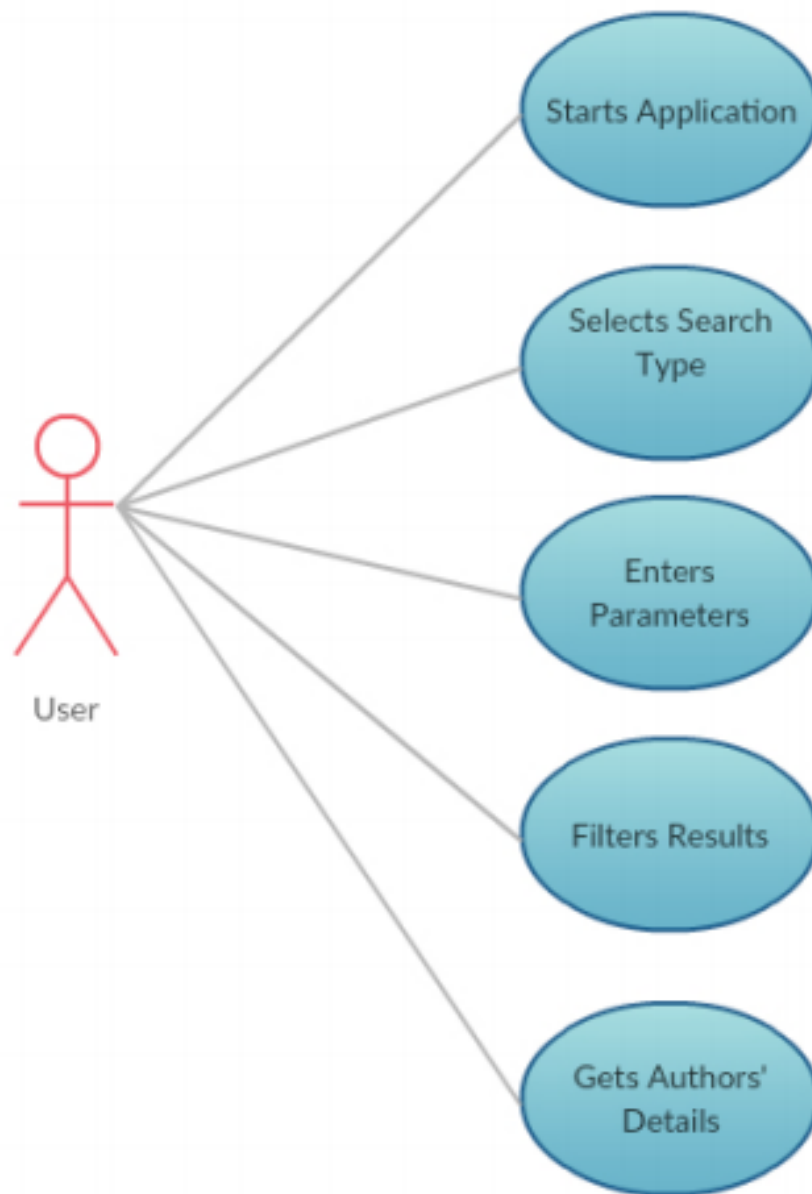 Starts Application
Selects Search
Type
Enters
Parameters
User
Filters Results
Gets Authors'
Details